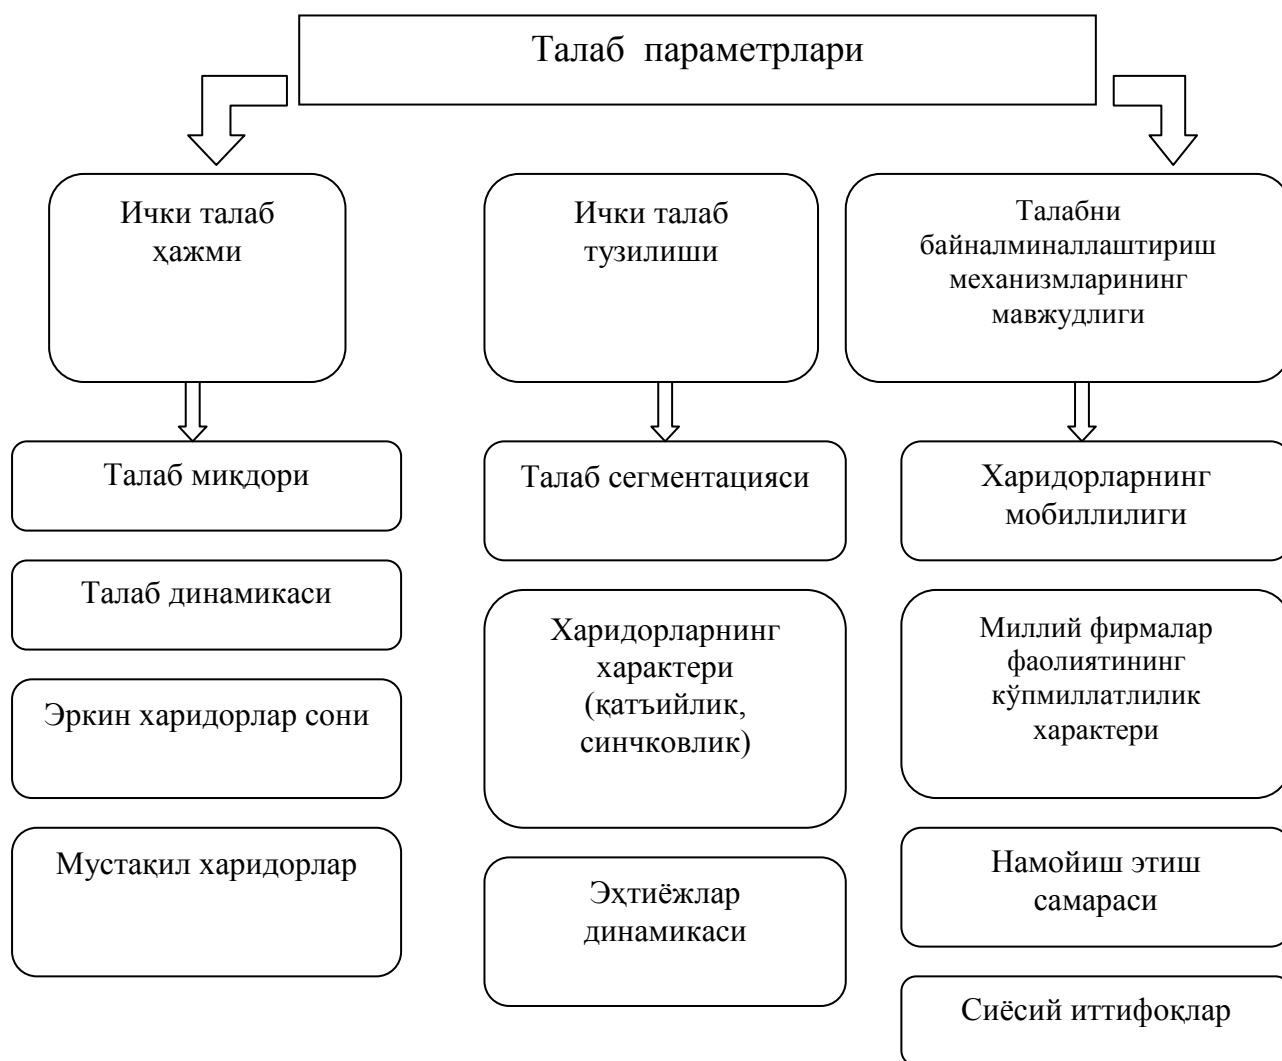 Талаб параметрлари
Ички талаб
ҳажми
Ички талаб
тузилиши
Талабни
байналминаллаштириш
механизмларининг
мавжудлиги
Талаб миқдори
Талаб динамикаси
Эркин харидорлар сони
Мустақил харидорлар
Талаб сегментацияси
Харидорларнинг
характери
(қатъийлик,
синчковлик)
Эҳтиёжлар
динамикаси
Харидорларнинг
мобиллилиги
Миллий фирмалар
фаолиятининг
кўпмиллатлилик
характери
Намойиш этиш
самараси
Сиёсий иттифоқлар